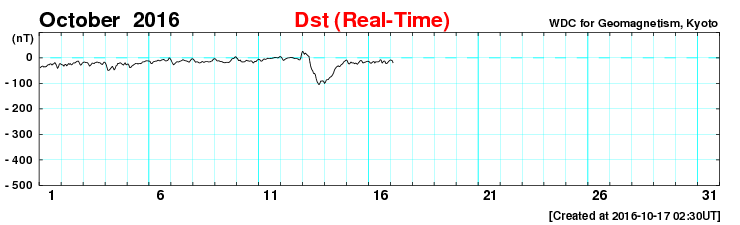 October 2016
Dst (Real-Time)
WDC for Geomagnetism, Kyoto
(nT)
0
- 100
- 200
- 300
- 400
- 500
1 6 11 16 21 26 31
[Created at 2016-10-17 02:30UT]